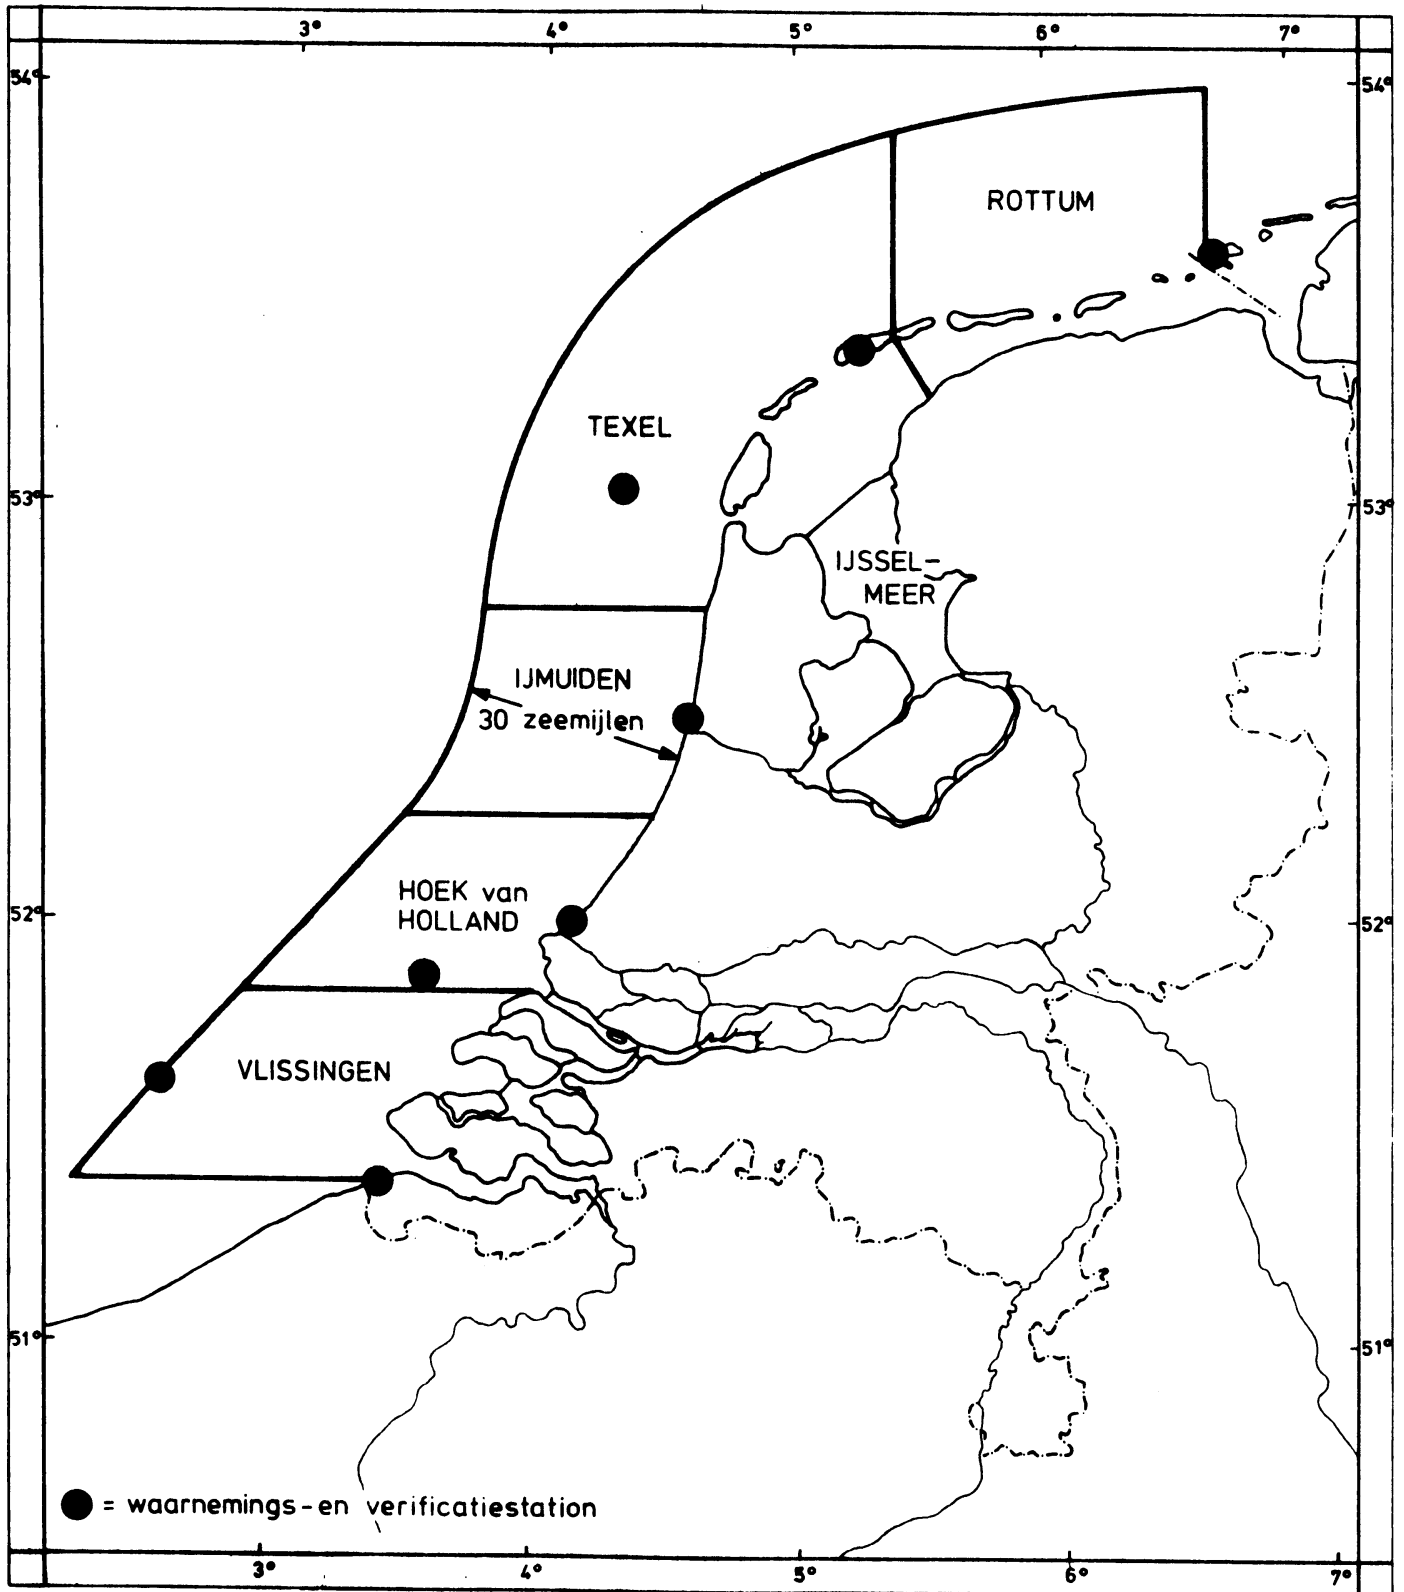 3° 4° 5° 6° 7°
54° 54°
ROTTUM
TEXEL
53° 53°
IJSSEL-
MEER
IJMUIDEN
30 zeemijlen
HOEK van
HOLLAND
52° 52°
VLISSINGEN
51° 51°
= waarnemings-en verificatiestation
3° 4° 5° 6° 7°